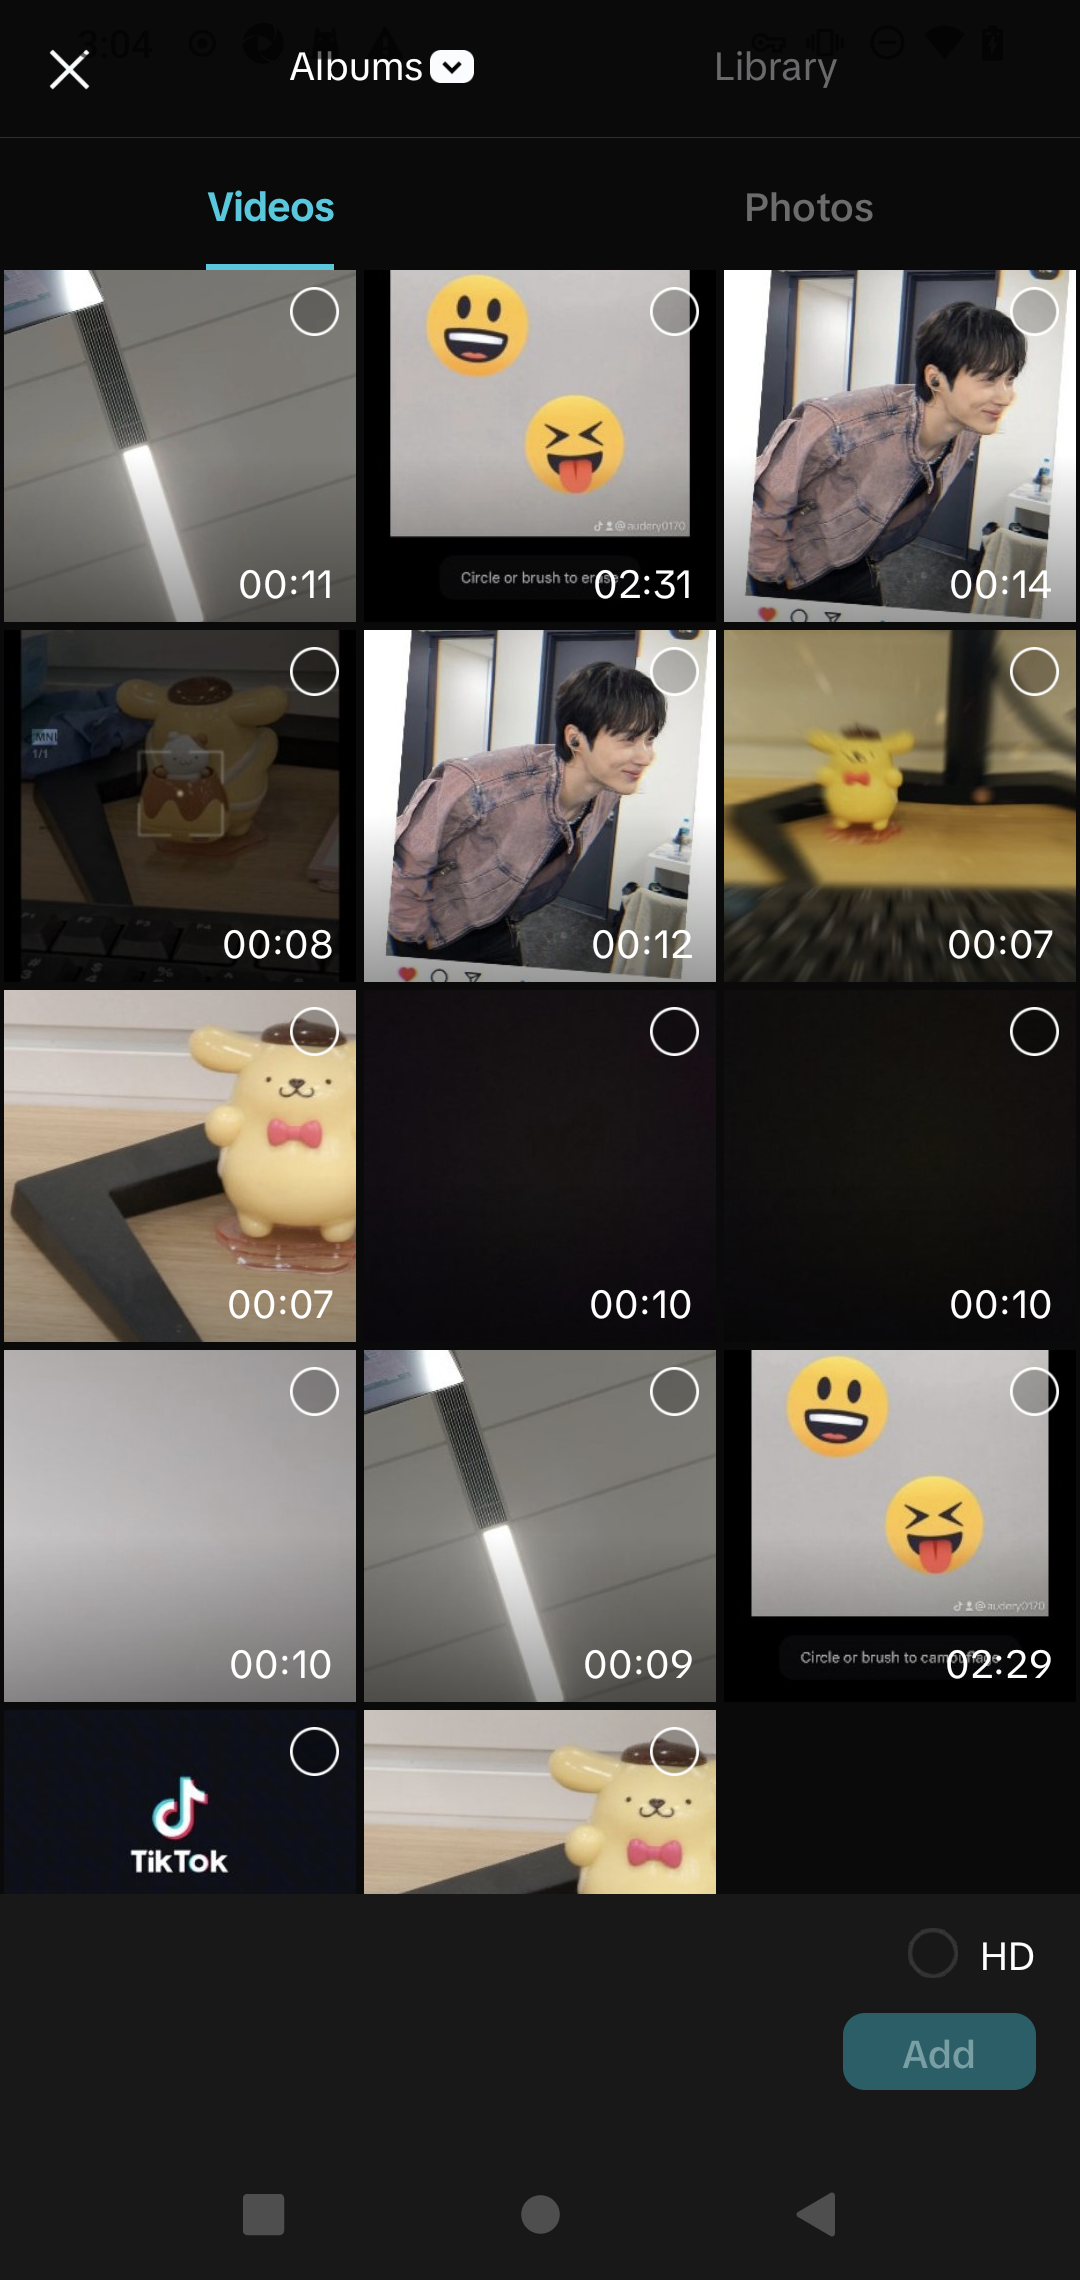 3:04
Albums
Library
Videos
Photos
@audery0170
Circle or brush to erase
00:11
02:31
00:14
MNL
1/1
00:08
00:12
00:07
00:07
00:10
00:10
@audery0170
Circle or brush to camouflage
00:10
00:09
02:29
TikTok
HD
Add